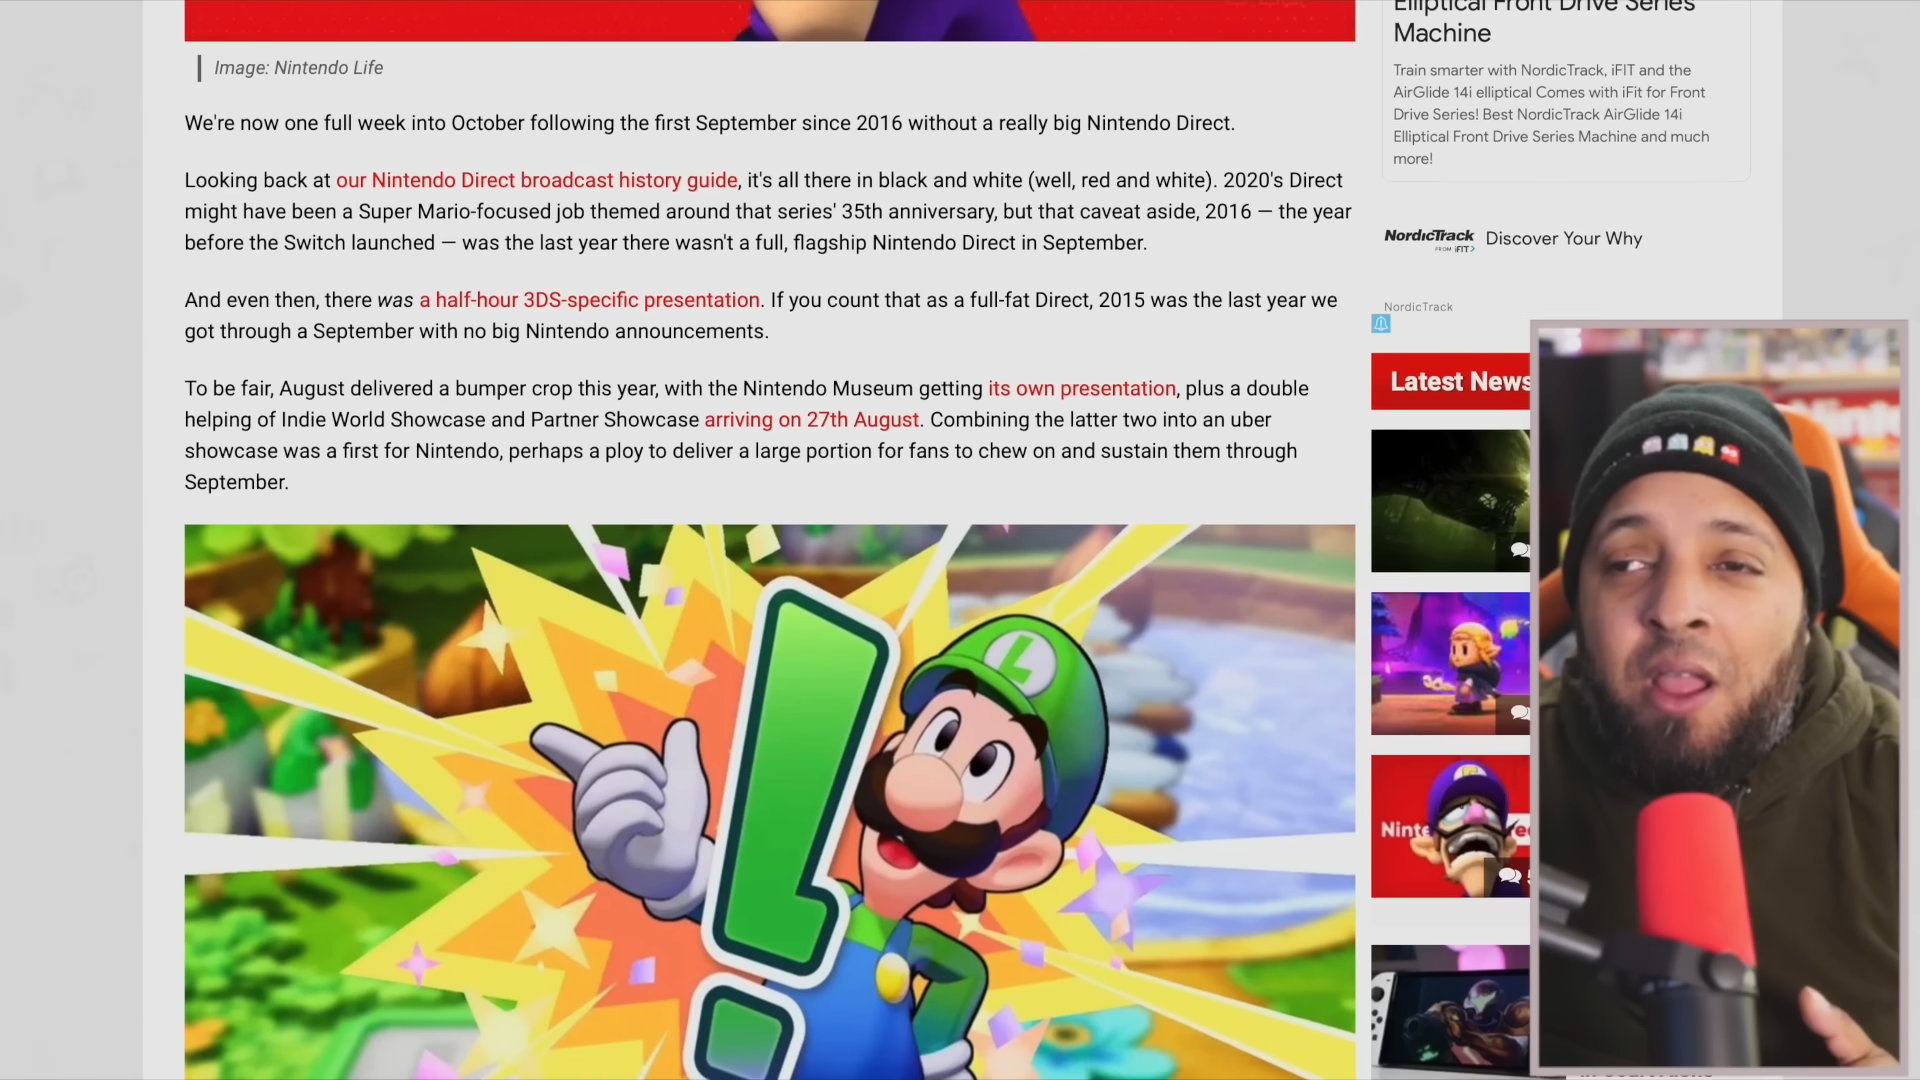 Elliptical Front Drive Series
Machine
Train smarter with NordicTrack, iFIT and the
AirGlide 14i elliptical Comes with iFit for Front
Drive Series! Best NordicTrack AirGlide 14i
Elliptical Front Drive Series Machine and much
more!
NordicTrack
FROM iFIT
Discover Your Why
NordicTrack
Image: Nintendo Life
We're now one full week into October following the first September since 2016 without a really big Nintendo Direct.
Looking back at our Nintendo Direct broadcast history guide, it's all there in black and white (well, red and white). 2020's Direct
might have been a Super Mario-focused job themed around that series' 35th anniversary, but that caveat aside, 2016 — the year
before the Switch launched — was the last year there wasn't a full, flagship Nintendo Direct in September.
And even then, there was a half-hour 3DS-specific presentation. If you count that as a full-fat Direct, 2015 was the last year we
got through a September with no big Nintendo announcements.
To be fair, August delivered a bumper crop this year, with the Nintendo Museum getting its own presentation, plus a double
helping of Indie World Showcase and Partner Showcase arriving on 27th August. Combining the latter two into an uber
showcase was a first for Nintendo, perhaps a ploy to deliver a large portion for fans to chew on and sustain them through
September.
Latest News
L